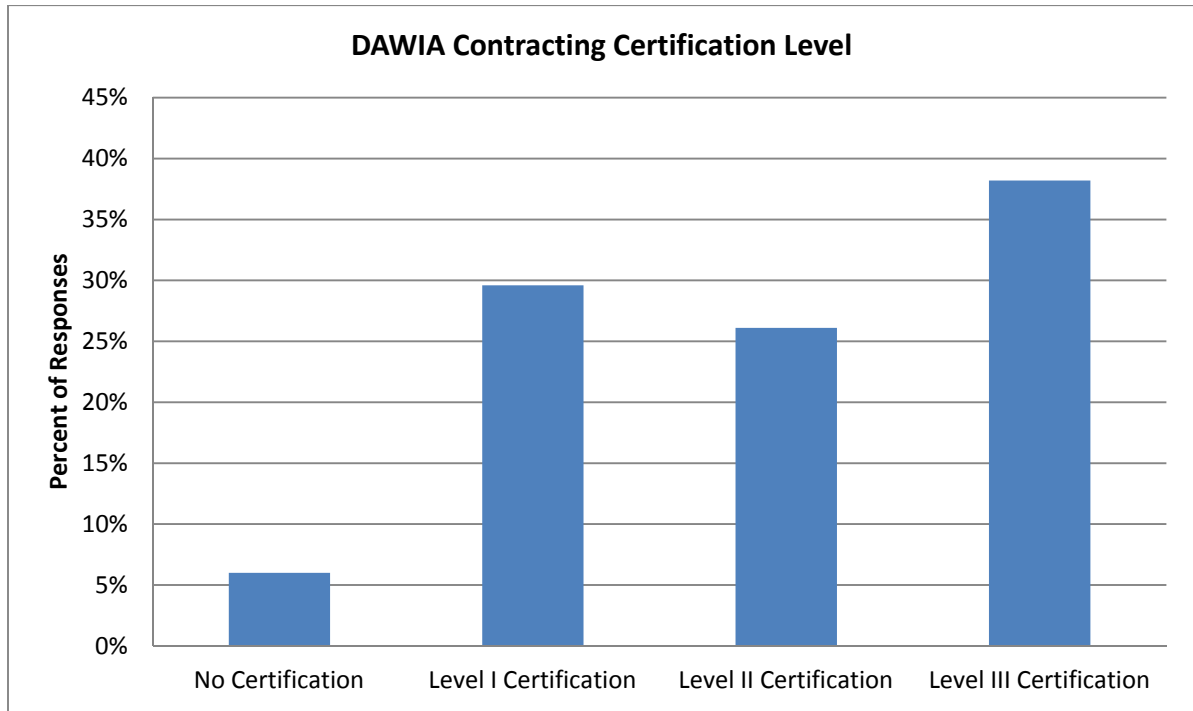 DAWIA Contracting Certification Level
45%
40%
35%
30%
25%
20%
15%
10%
5%
0%
Percent of Responses
No Certification
Level I Certification
Level II Certification
Level III Certification